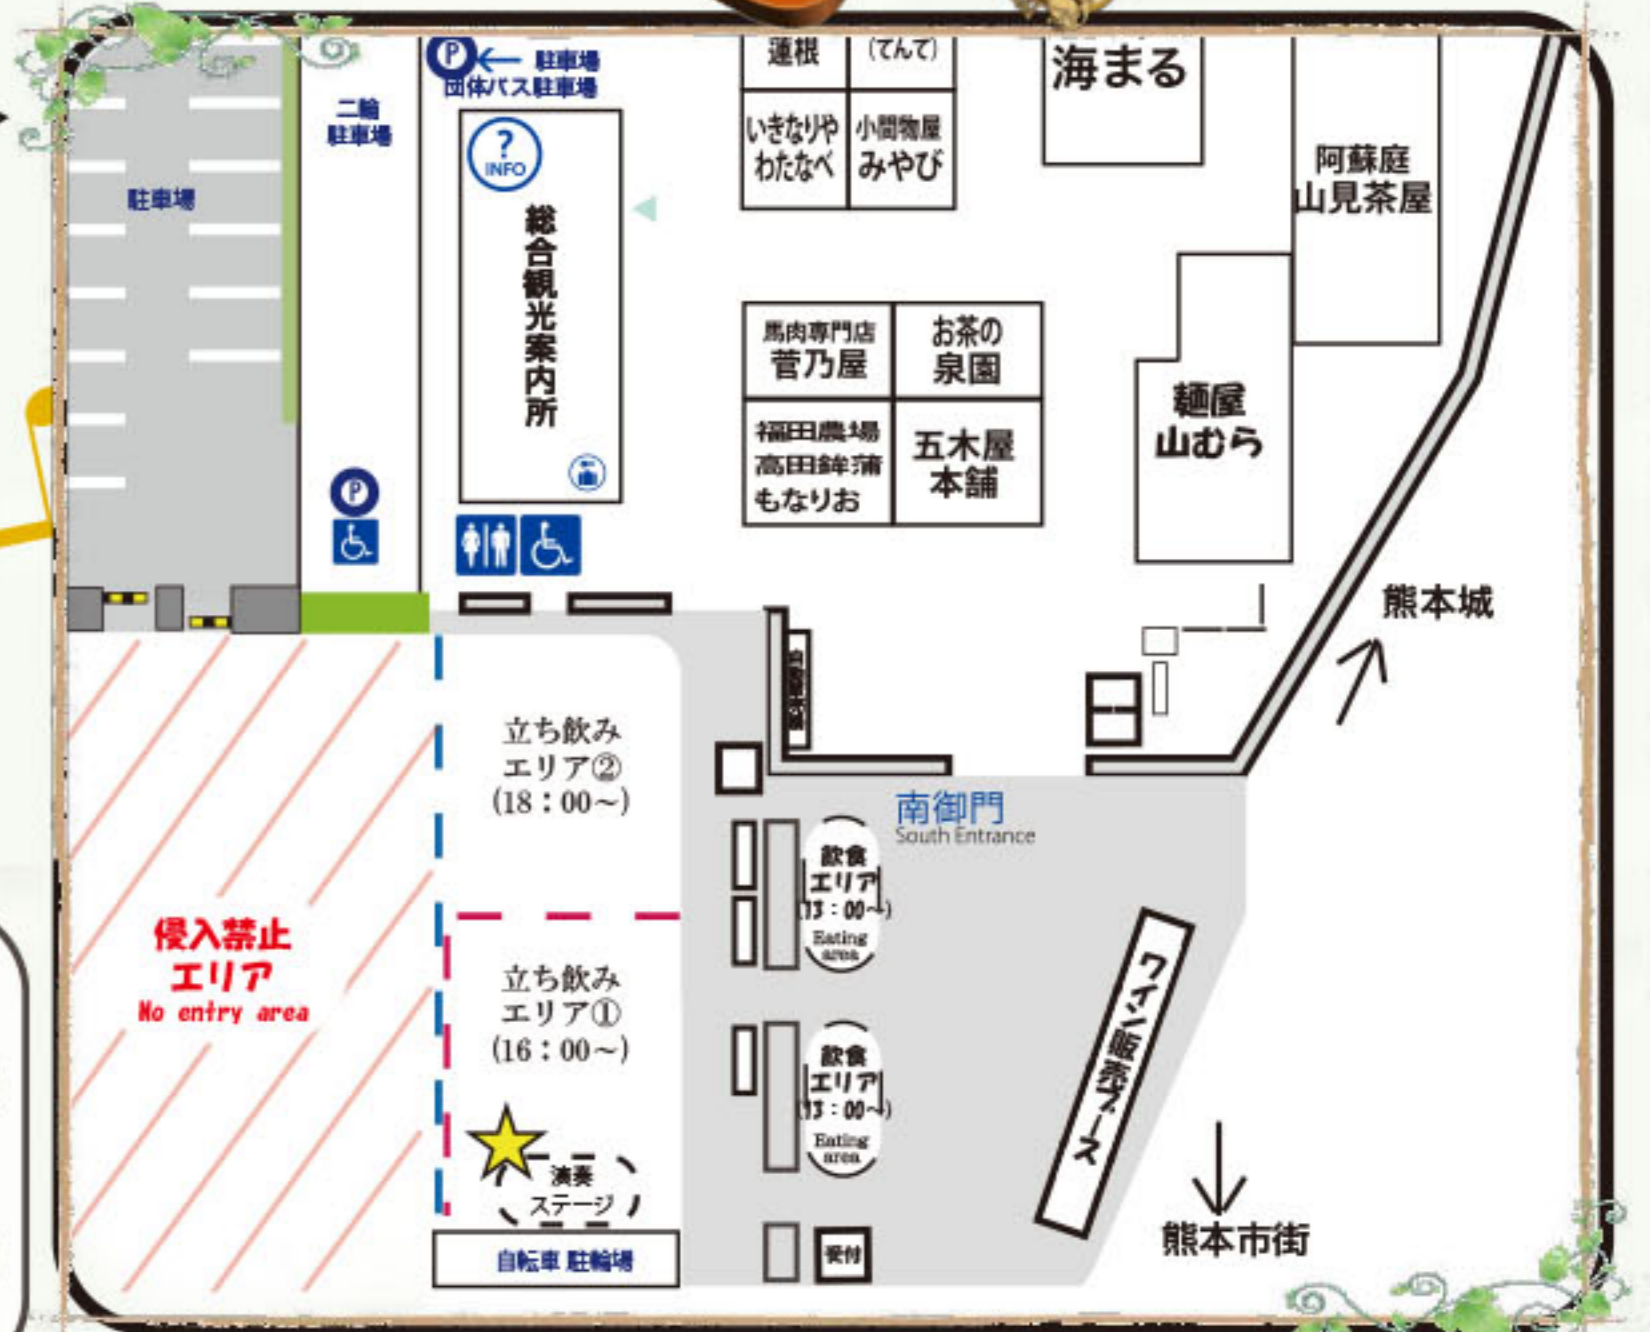 P
駐車場
団体バス駐車場
二輪
駐車場
駐車場
?
INFO
総合観光案内所
蓮根
(てんて)
いきなりや
わたなべ
小間物屋
みやび
海まる
阿蘇庭
山見茶屋
馬肉専門店
菅乃屋
お茶の
泉園
福田農場
高田鉾蒲
もなりお
五木屋
本舗
麺屋
山むら
P
熊本城
立ち飲み
エリア②
(18:00~)
南御門
South Entrance
飲食
エリア
(13:00~)
Eating
area
侵入禁止
エリア
No entry area
立ち飲み
エリア①
(16:00~)
飲食
エリア
(13:00~)
Eating
area
ワイン販売ブース
演奏
ステージ
自転車 駐輪場
受付
熊本市街